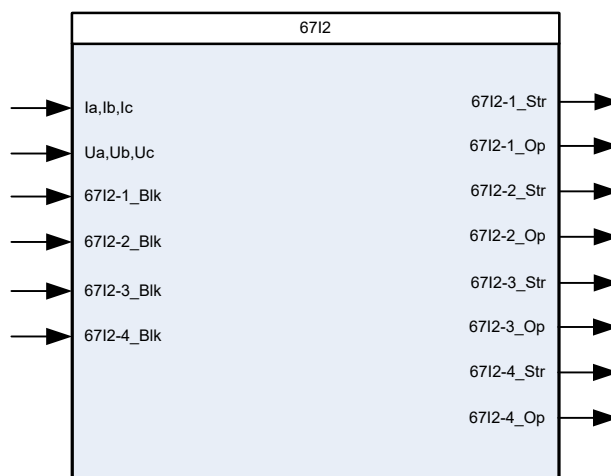 67I2
Ia,Ib,Ic
Ua,Ub,Uc
67I2-1_Blk
67I2-2_Blk
67I2-3_Blk
67I2-4_Blk
67I2-1_Str
67I2-1_Op
67I2-2_Str
67I2-2_Op
67I2-3_Str
67I2-3_Op
67I2-4_Str
67I2-4_Op